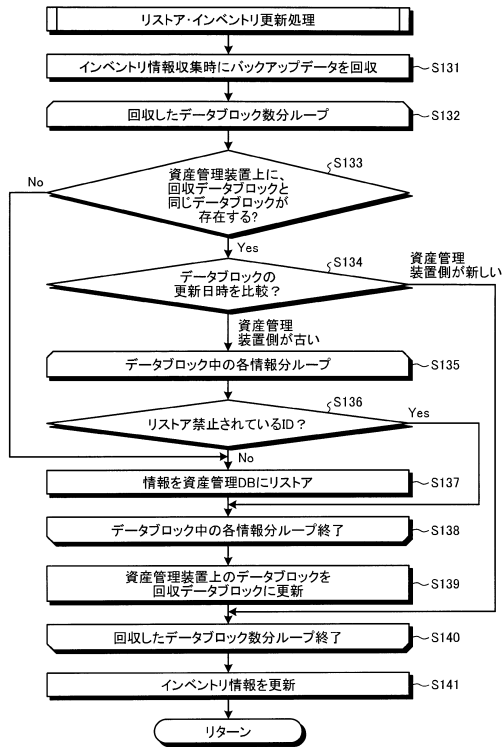 リストア・インベントリ更新処理
インベントリ情報収集時にバックアップデータを回収
S131
回収したデータブロック数分ループ
S132
S133
資産管理装置上に、
回収データブロックと
同じデータブロックが
存在する?
No
Yes
S134
データブロックの
更新日時を比較?
資産管理
装置側が新しい
資産管理
装置側が古い
データブロック中の各情報分ループ
S135
S136
リストア禁止されているID?
Yes
No
情報を資産管理DBにリストア
S137
データブロック中の各情報分ループ終了
S138
資産管理装置上のデータブロックを
回収データブロックに更新
S139
回収したデータブロック数分ループ終了
S140
インベントリ情報を更新
S141
リターン